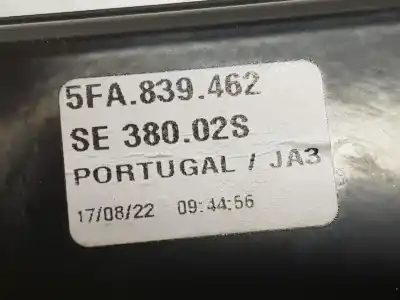 5FA.839.462
SE 380.02S
PORTUGAL / JA3
17/08/22 09:44:56